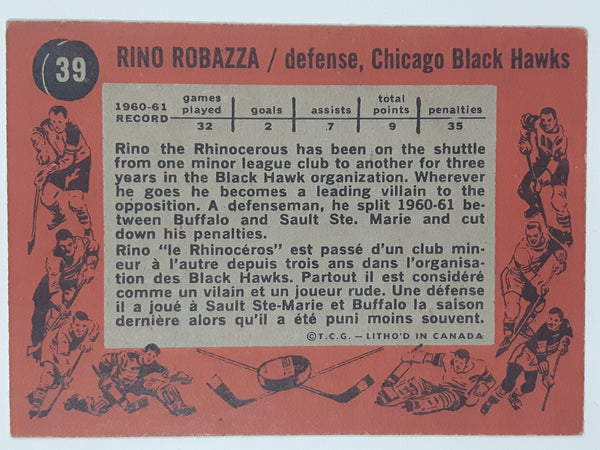 39
RINO ROBAZZA / defense, Chicago Black Hawks
1960-61 RECORD
games played goals assists total points penalties
32 2 7 9 35
Rino the Rhinocerous has been on the shuttle
from one minor league club to another for three
years in the Black Hawk organization. Wherever
he goes he becomes a leading villain to the
opposition. A defenseman, he split 1960-61 be-
tween Buffalo and Sault Ste. Marie and cut
down his penalties.
Rino "le Rhinocéros" est passé d'un club min-
eur à l'autre depuis trois ans dans l'organisa-
tion des Black Hawks. Partout il est considéré
comme un vilain et un joueur rude. Une défense
il a joué à Sault Ste-Marie et Buffalo la saison
dernière alors qu'il a été puni moins souvent.
©T.C.G. — LITHO'D IN CANADA